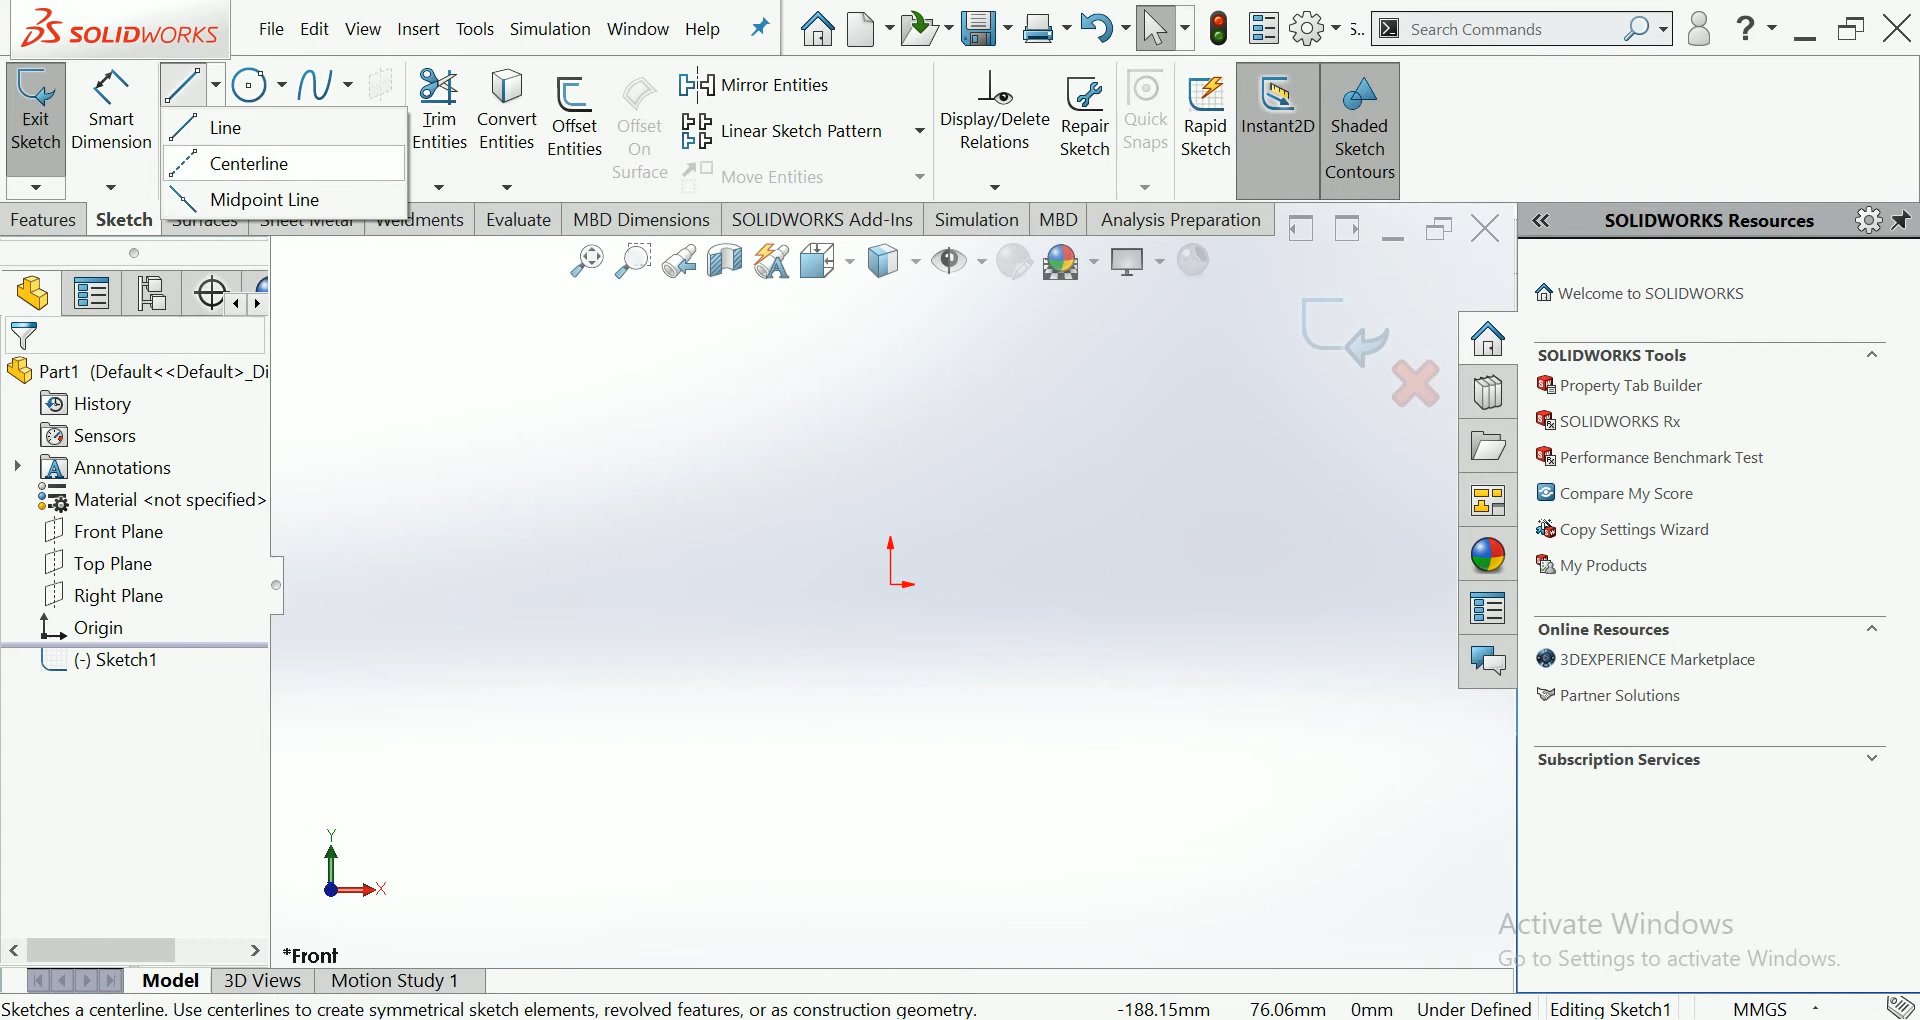 SOLIDWORKS File Edit View Insert Tools Simulation Window Help S.. Search Commands ?
Exit Sketch
Smart Dimension
Line
Centerline
Midpoint Line
Trim Entities
Convert Entities
Offset Entities
Offset On Surface
Mirror Entities
Linear Sketch Pattern
Move Entities
Display/Delete Relations
Repair Sketch
Quick Snaps
Rapid Sketch
Instant2D
Shaded Sketch Contours
Features Sketch Surfaces Sheet Metal Weldments Evaluate MBD Dimensions SOLIDWORKS Add-Ins Simulation MBD Analysis Preparation
Part1 (Default<<Default>_Di
History
Sensors
Annotations
Material <not specified>
Front Plane
Top Plane
Right Plane
Origin
(-) Sketch1
Y
X
*Front
SOLIDWORKS Resources
Welcome to SOLIDWORKS
SOLIDWORKS Tools
Property Tab Builder
SOLIDWORKS Rx
Performance Benchmark Test
Compare My Score
Copy Settings Wizard
My Products
Online Resources
3DEXPERIENCE Marketplace
Partner Solutions
Subscription Services
Activate Windows
Go to Settings to activate Windows.
Model 3D Views Motion Study 1
Sketches a centerline. Use centerlines to create symmetrical sketch elements, revolved features, or as construction geometry. -188.15mm 76.06mm 0mm Under Defined Editing Sketch1 MMGS